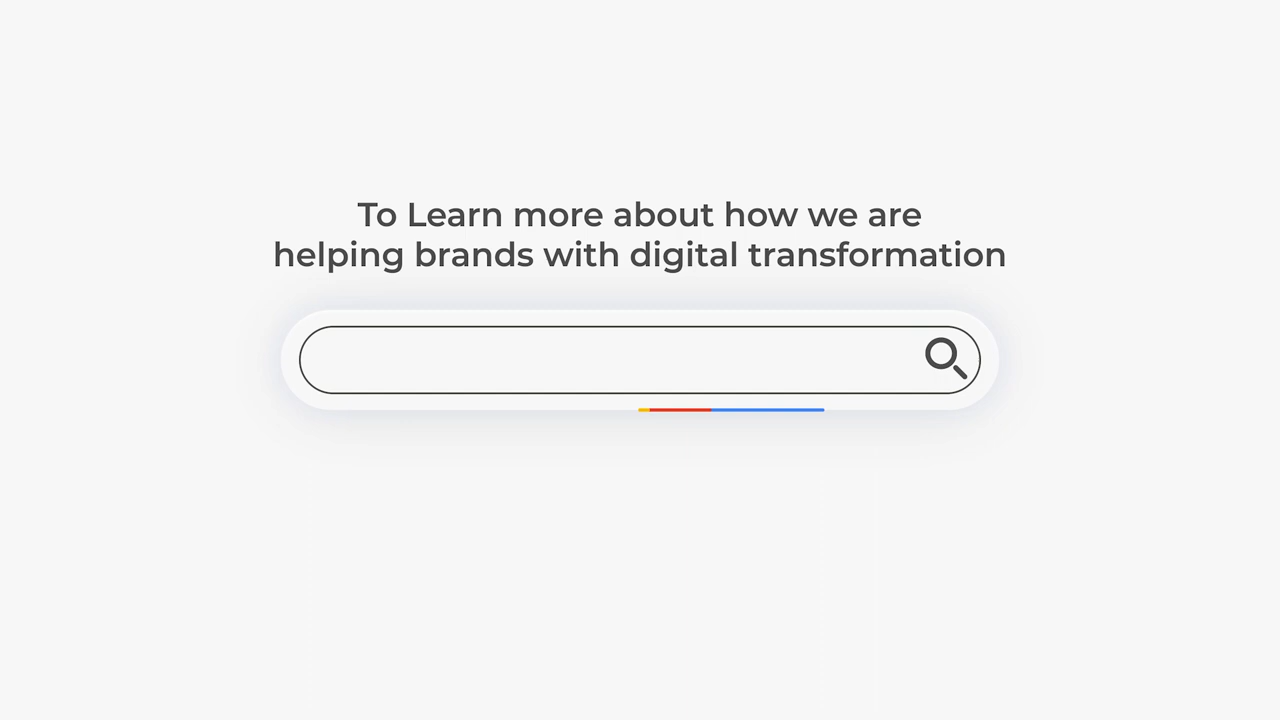 To Learn more about how we are
helping brands with digital transformation